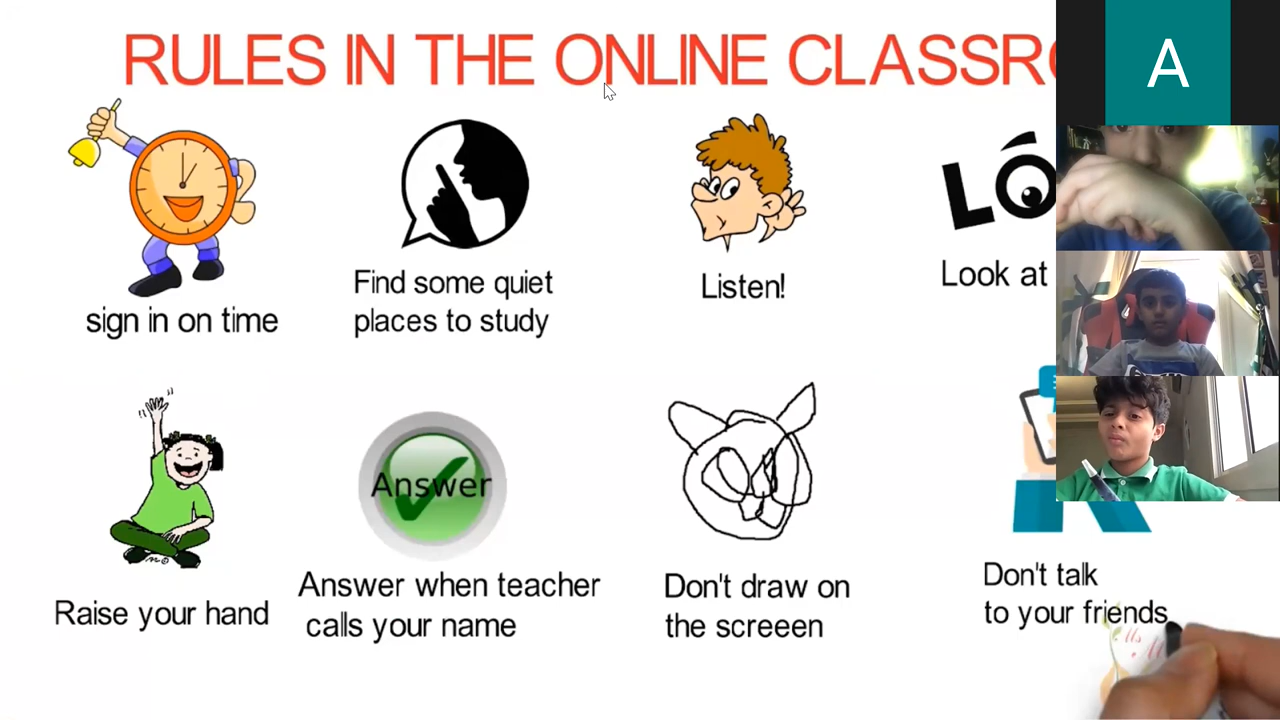 RULES IN THE ONLINE CLASSR
A
LO
sign in on time
Find some quiet
places to study
Listen!
Look at
Answer
Raise your hand
Answer when teacher
calls your name
Don't draw on
the screeen
Don't talk
to your friends
Ms